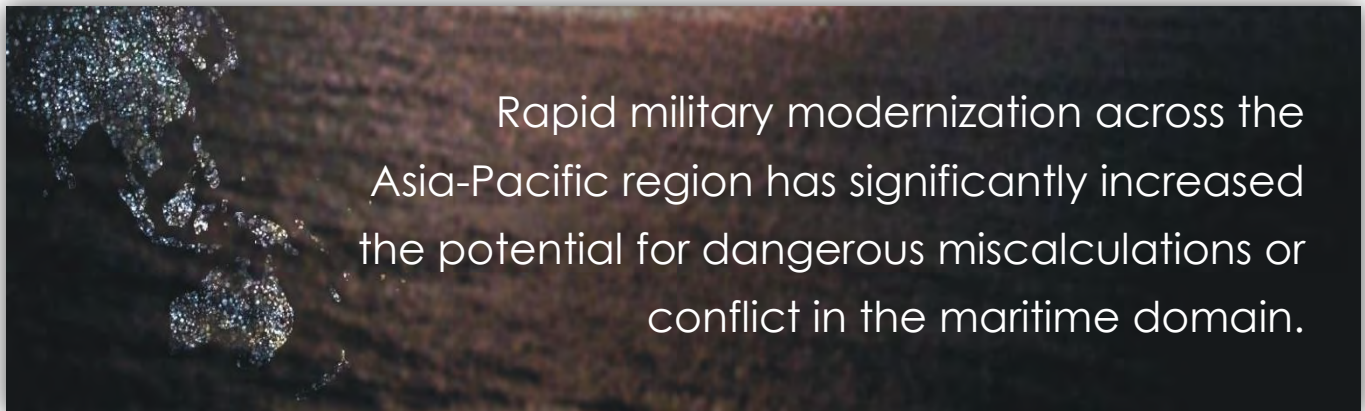 Rapid military modernization across the
Asia-Pacific region has significantly increased
the potential for dangerous miscalculations or
conflict in the maritime domain.